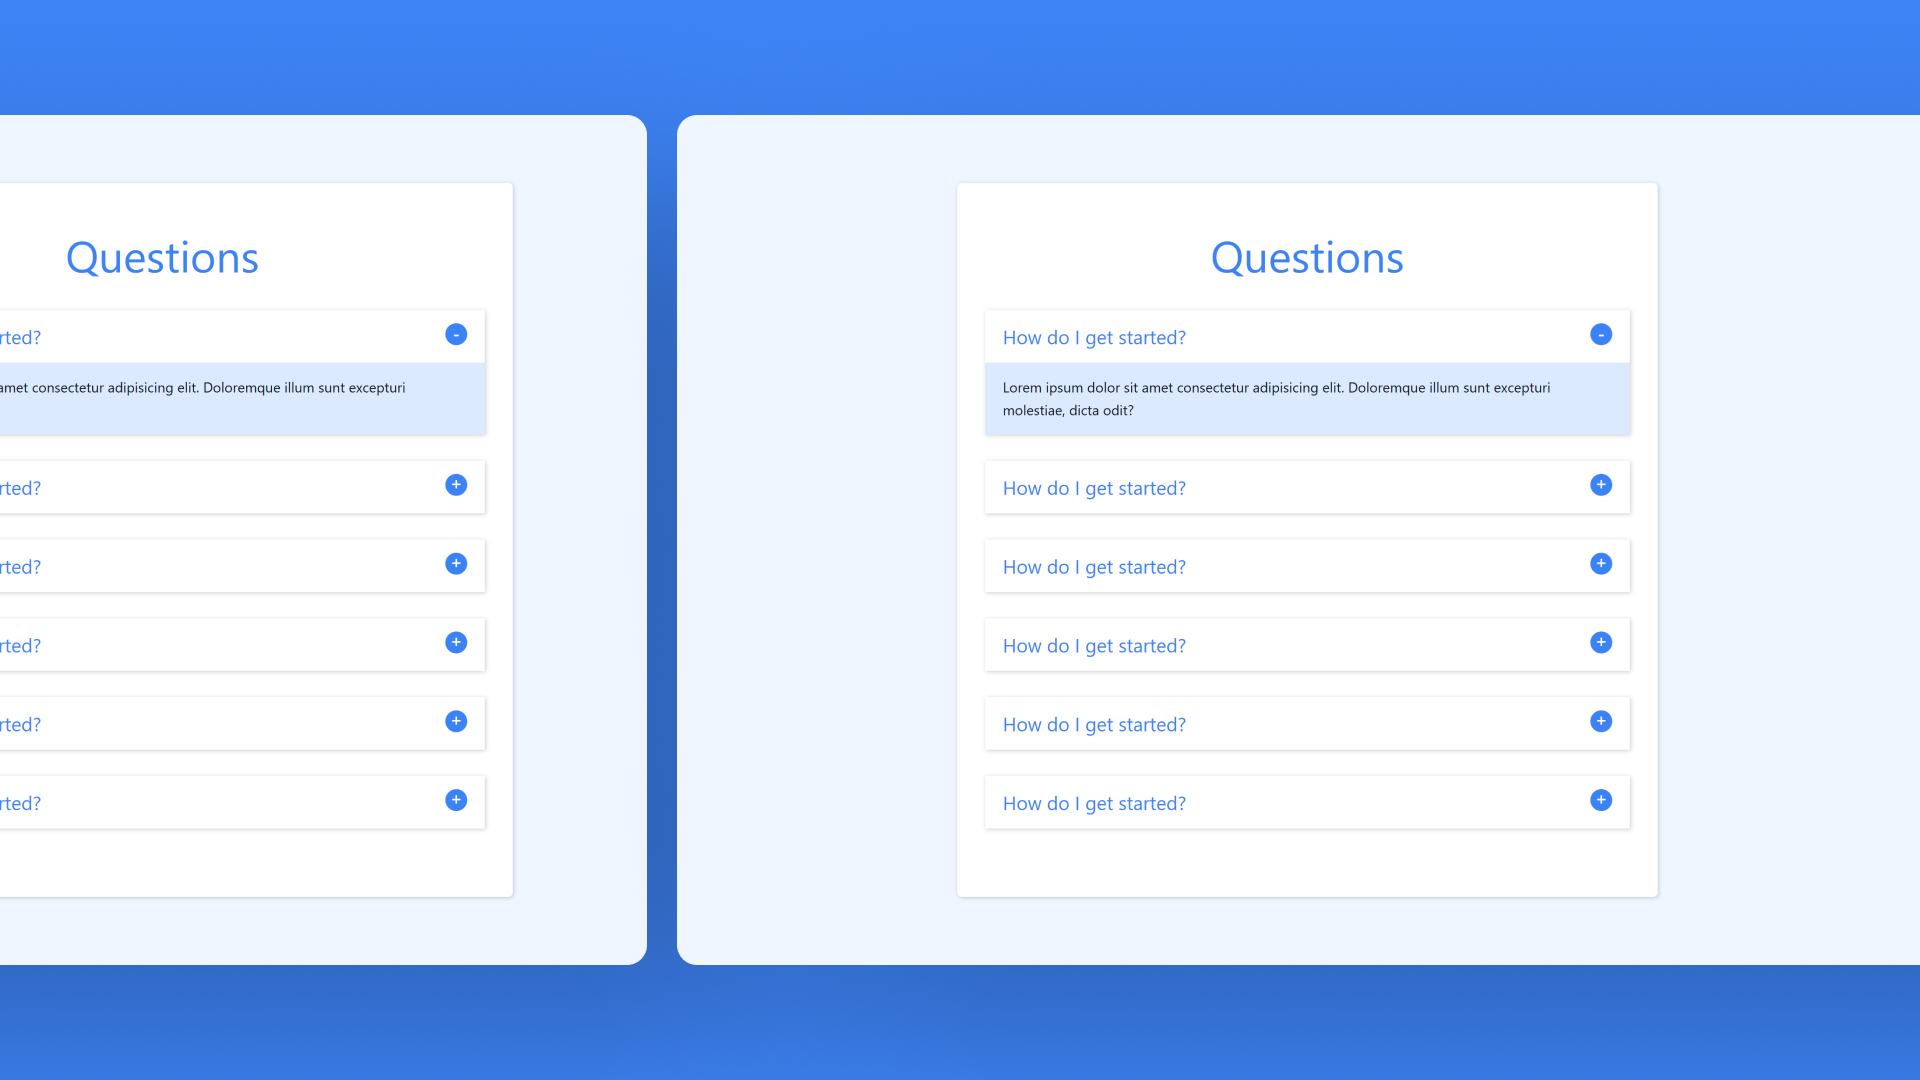 Questions
rted?
-
amet consectetur adipisicing elit. Doloremque illum sunt excepturi
rted?
+
rted?
+
rted?
+
rted?
+
rted?
+
Questions
How do I get started?
-
Lorem ipsum dolor sit amet consectetur adipisicing elit. Doloremque illum sunt excepturi
molestiae, dicta odit?
How do I get started?
+
How do I get started?
+
How do I get started?
+
How do I get started?
+
How do I get started?
+